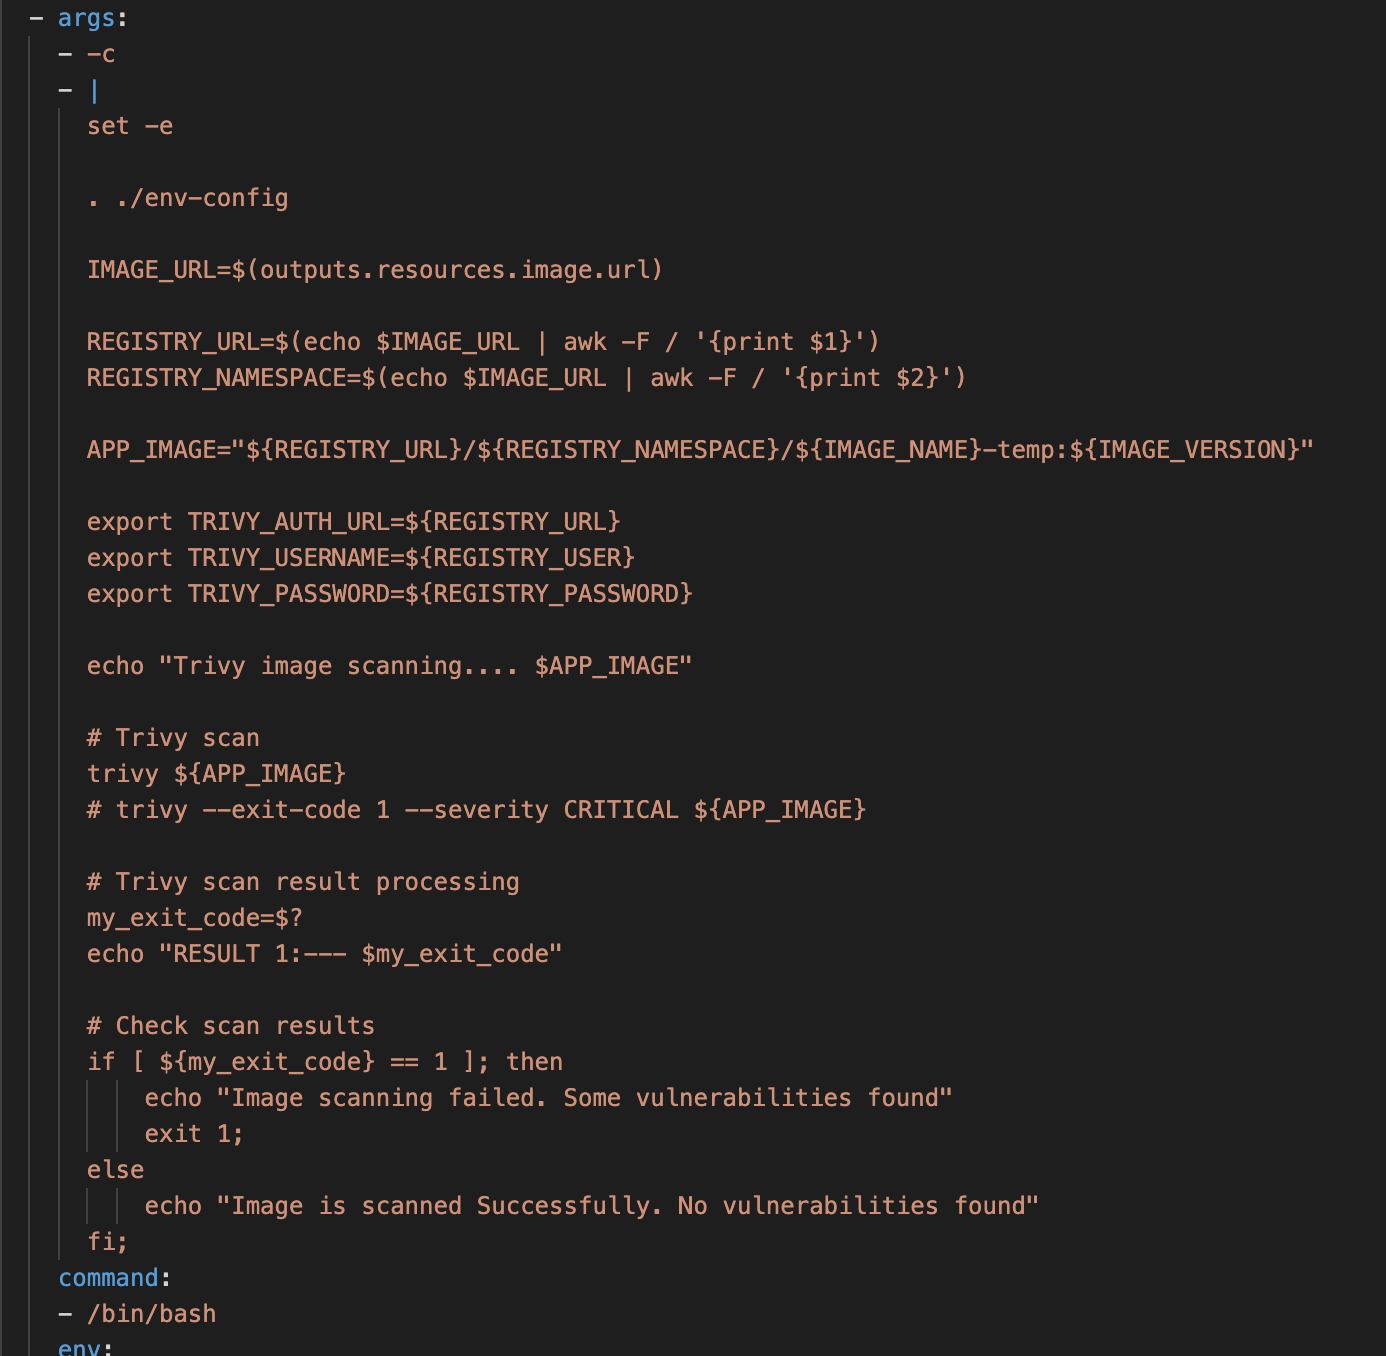 - args:
- -c
- |
set -e
. ./env-config
IMAGE_URL=$(outputs.resources.image.url)
REGISTRY_URL=$(echo $IMAGE_URL | awk -F / '{print $1}')
REGISTRY_NAMESPACE=$(echo $IMAGE_URL | awk -F / '{print $2}')
APP_IMAGE="${REGISTRY_URL}/${REGISTRY_NAMESPACE}/${IMAGE_NAME}-temp:${IMAGE_VERSION}"
export TRIVY_AUTH_URL=${REGISTRY_URL}
export TRIVY_USERNAME=${REGISTRY_USER}
export TRIVY_PASSWORD=${REGISTRY_PASSWORD}
echo "Trivy image scanning.... $APP_IMAGE"
# Trivy scan
trivy ${APP_IMAGE}
# trivy --exit-code 1 --severity CRITICAL ${APP_IMAGE}
# Trivy scan result processing
my_exit_code=$?
echo "RESULT 1:--- $my_exit_code"
# Check scan results
if [ ${my_exit_code} == 1 ]; then
echo "Image scanning failed. Some vulnerabilities found"
exit 1;
else
echo "Image is scanned Successfully. No vulnerabilities found"
fi;
command:
- /bin/bash
env: